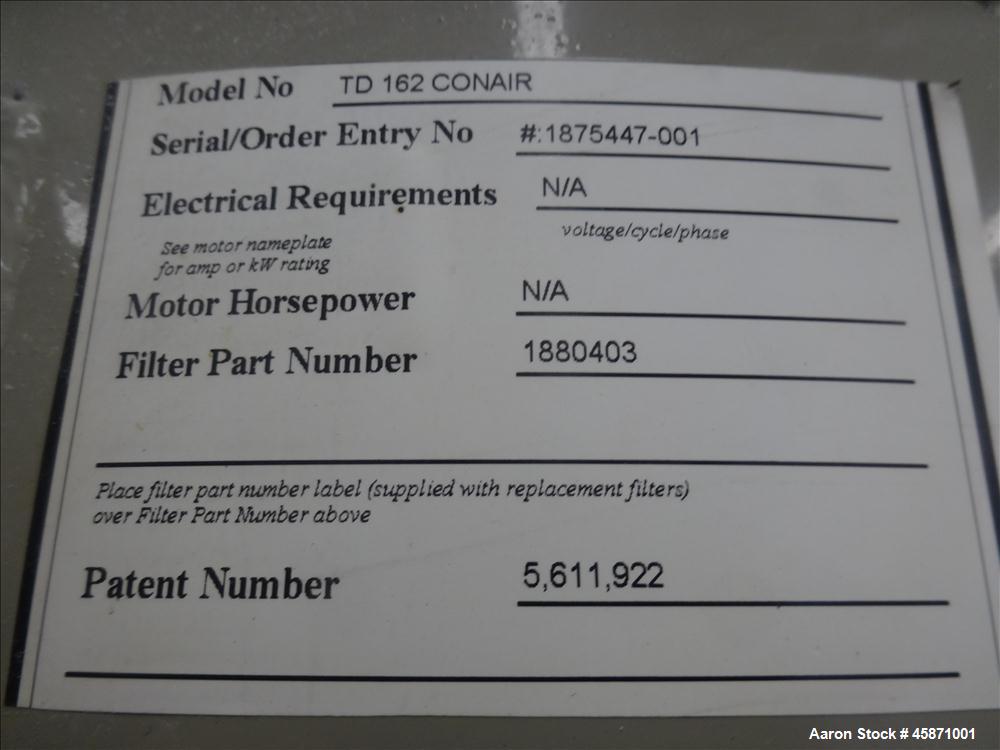 Model No TD 162 CONAIR
Serial/Order Entry No #:1875447-001
Electrical Requirements N/A
voltage/cycle/phase
See motor nameplate
for amp or kW rating
Motor Horsepower N/A
Filter Part Number 1880403
Place filter part number label (supplied with replacement filters)
over Filter Part Number above
Patent Number 5,611,922
Aaron Stock # 45871001